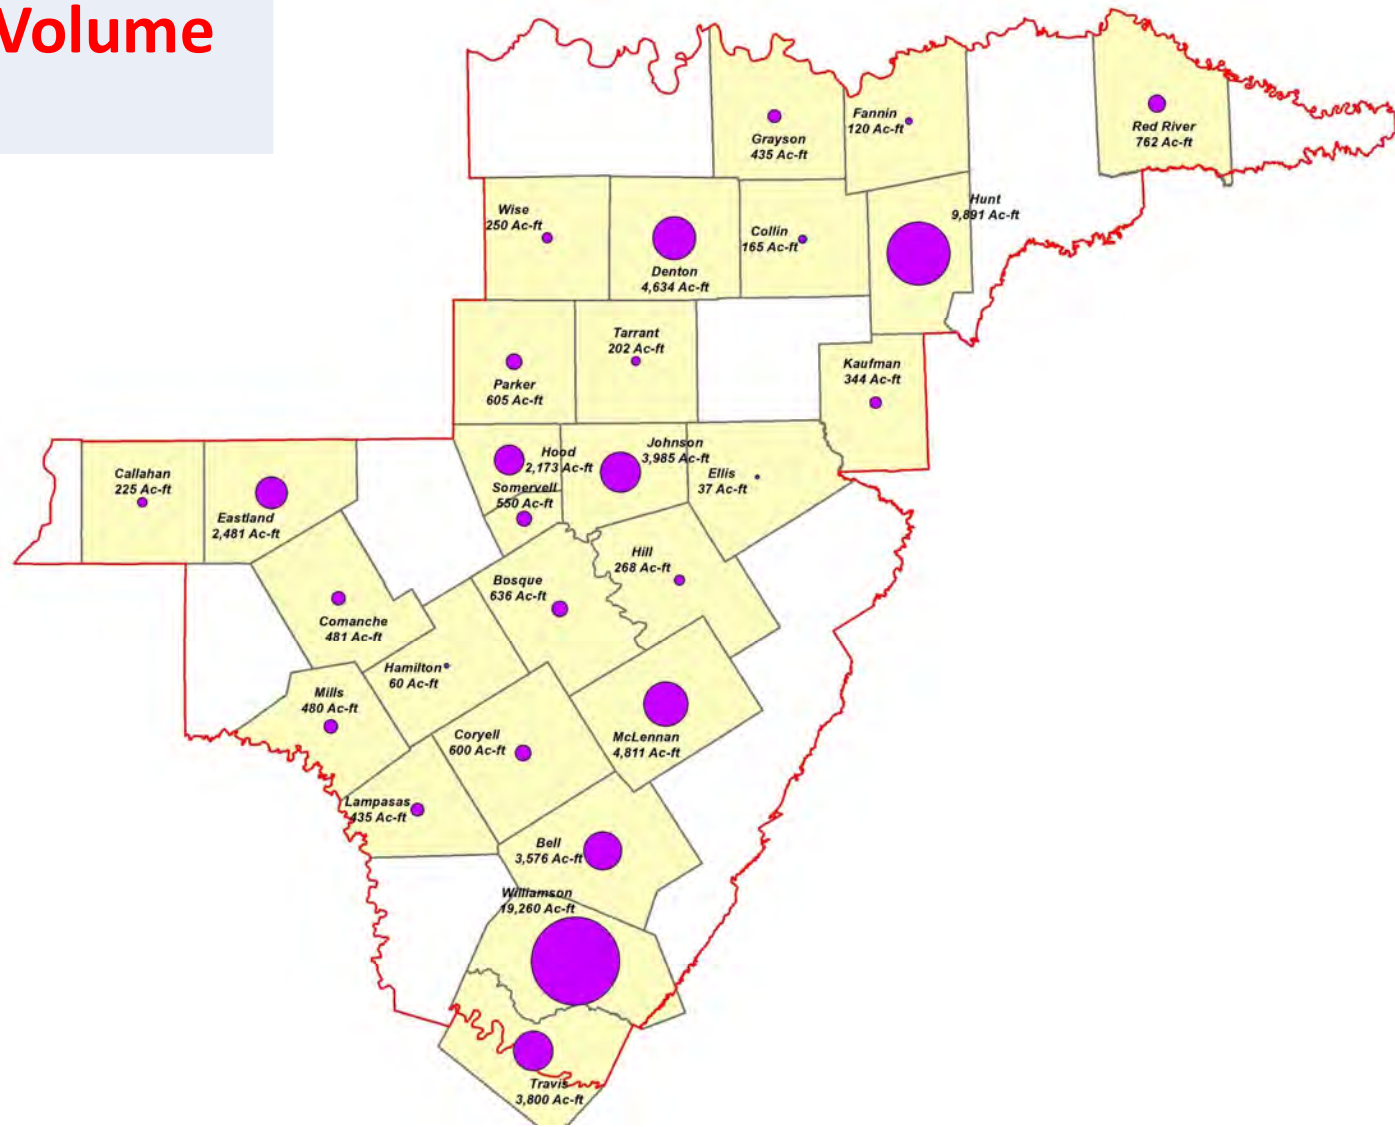 Volume
Grayson
435 Ac-ft
Fannin
120 Ac-ft
Red River
762 Ac-ft
Wise
250 Ac-ft
Denton
4,634 Ac-ft
Collin
165 Ac-ft
Hunt
9,891 Ac-ft
Parker
605 Ac-ft
Tarrant
202 Ac-ft
Kaufman
344 Ac-ft
Callahan
225 Ac-ft
Eastland
2,481 Ac-ft
Hood
2,173 Ac-ft
Somervell
550 Ac-ft
Johnson
3,985 Ac-ft
Ellis
37 Ac-ft
Hill
268 Ac-ft
Bosque
636 Ac-ft
Comanche
481 Ac-ft
Hamilton
60 Ac-ft
Mills
480 Ac-ft
Coryell
600 Ac-ft
McLennan
4,811 Ac-ft
Lampasas
435 Ac-ft
Bell
3,576 Ac-ft
Williamson
19,260 Ac-ft
Travis
3,800 Ac-ft